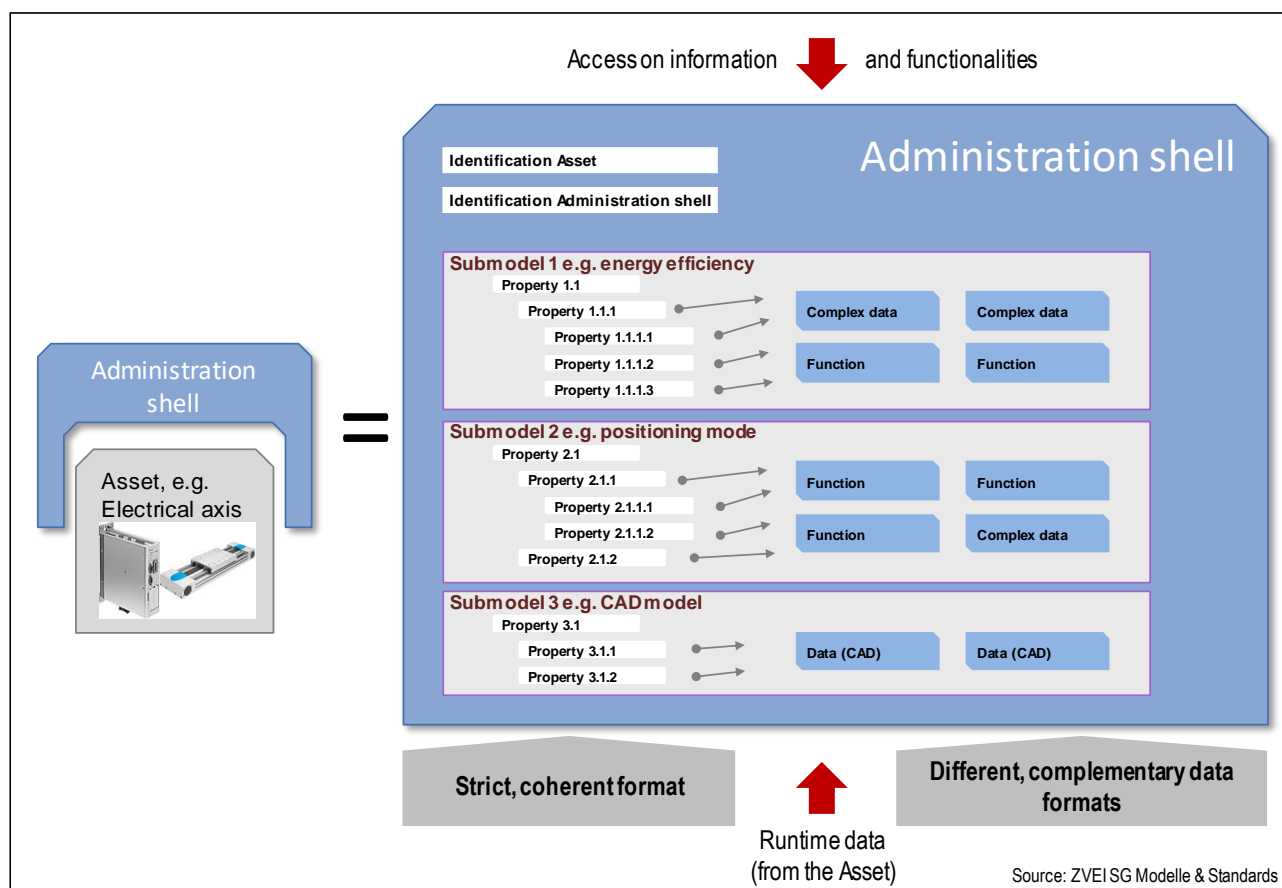 Access on information and functionalities
Administration shell
Identification Asset
Identification Administration shell
Submodel 1 e.g. energy efficiency
Property 1.1
Property 1.1.1
Property 1.1.1.1
Property 1.1.1.2
Property 1.1.1.3
Complex data
Complex data
Function
Function
Administration
shell
Asset, e.g.
Electrical axis
=
Submodel 2 e.g. positioning mode
Property 2.1
Property 2.1.1
Property 2.1.1.1
Property 2.1.1.2
Property 2.1.2
Function
Function
Function
Complex data
Submodel 3 e.g. CAD model
Property 3.1
Property 3.1.1
Property 3.1.2
Data (CAD)
Data (CAD)
Strict, coherent format
Different, complementary data
formats
Runtime data
(from the Asset)
Source: ZVEI SG Modelle & Standards